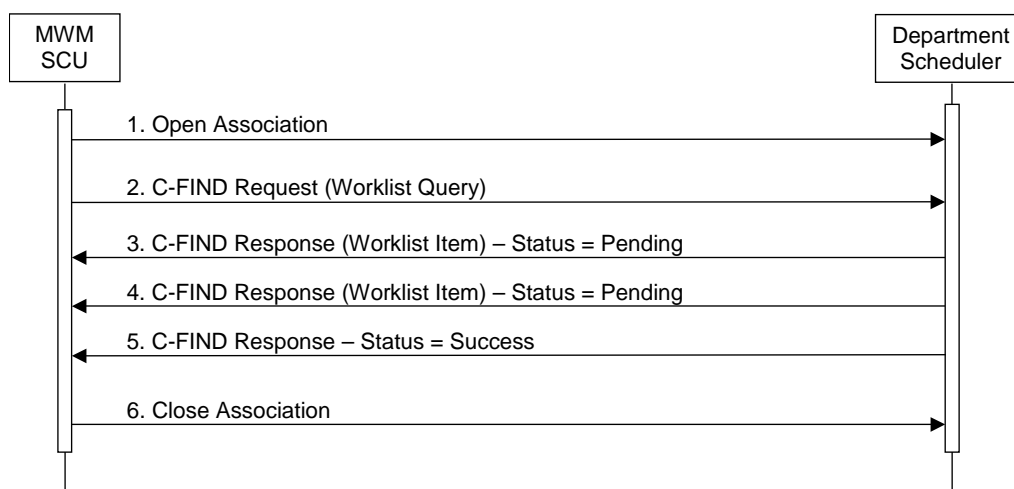 MWM
SCU
Department
Scheduler
1. Open Association
2. C-FIND Request (Worklist Query)
3. C-FIND Response (Worklist Item) – Status = Pending
4. C-FIND Response (Worklist Item) – Status = Pending
5. C-FIND Response – Status = Success
6. Close Association